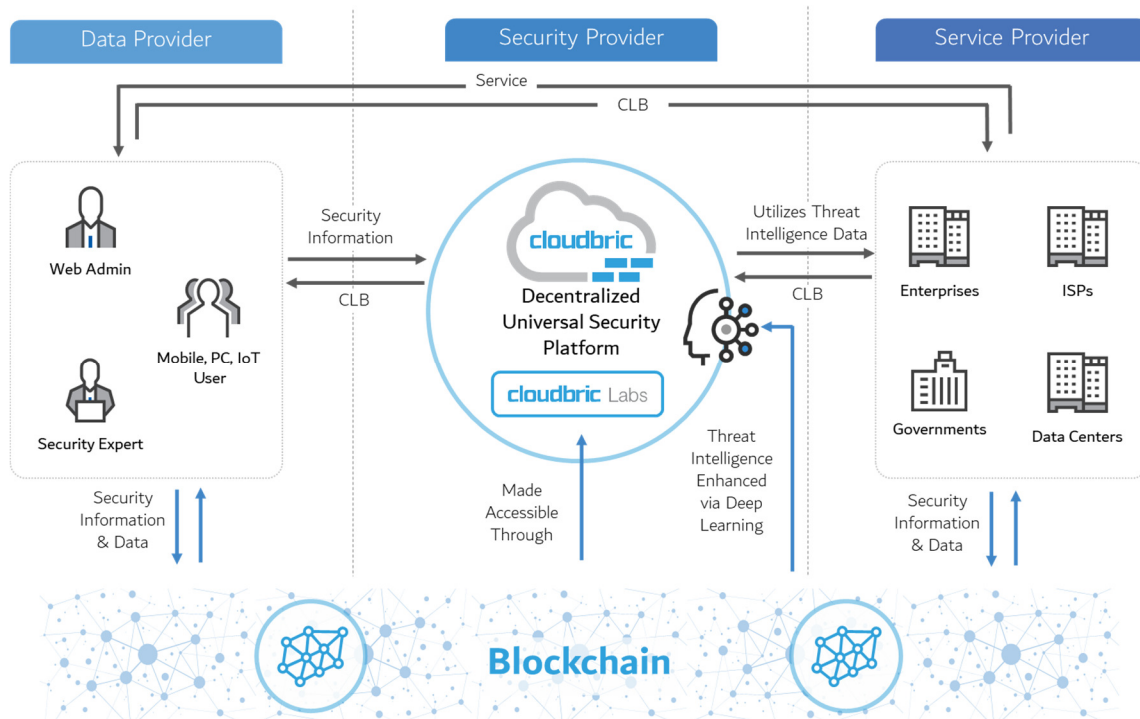 Data Provider
Security Provider
Service Provider
Service
CLB
Web Admin
Mobile, PC, IoT
User
Security Expert
Security
Information
CLB
cloudbric
Decentralized
Universal Security
Platform
cloudbric Labs
Utilizes Threat
Intelligence Data
CLB
Enterprises
ISPs
Governments
Data Centers
Security
Information
& Data
Made
Accessible
Through
Threat
Intelligence
Enhanced
via Deep
Learning
Security
Information
& Data
Blockchain